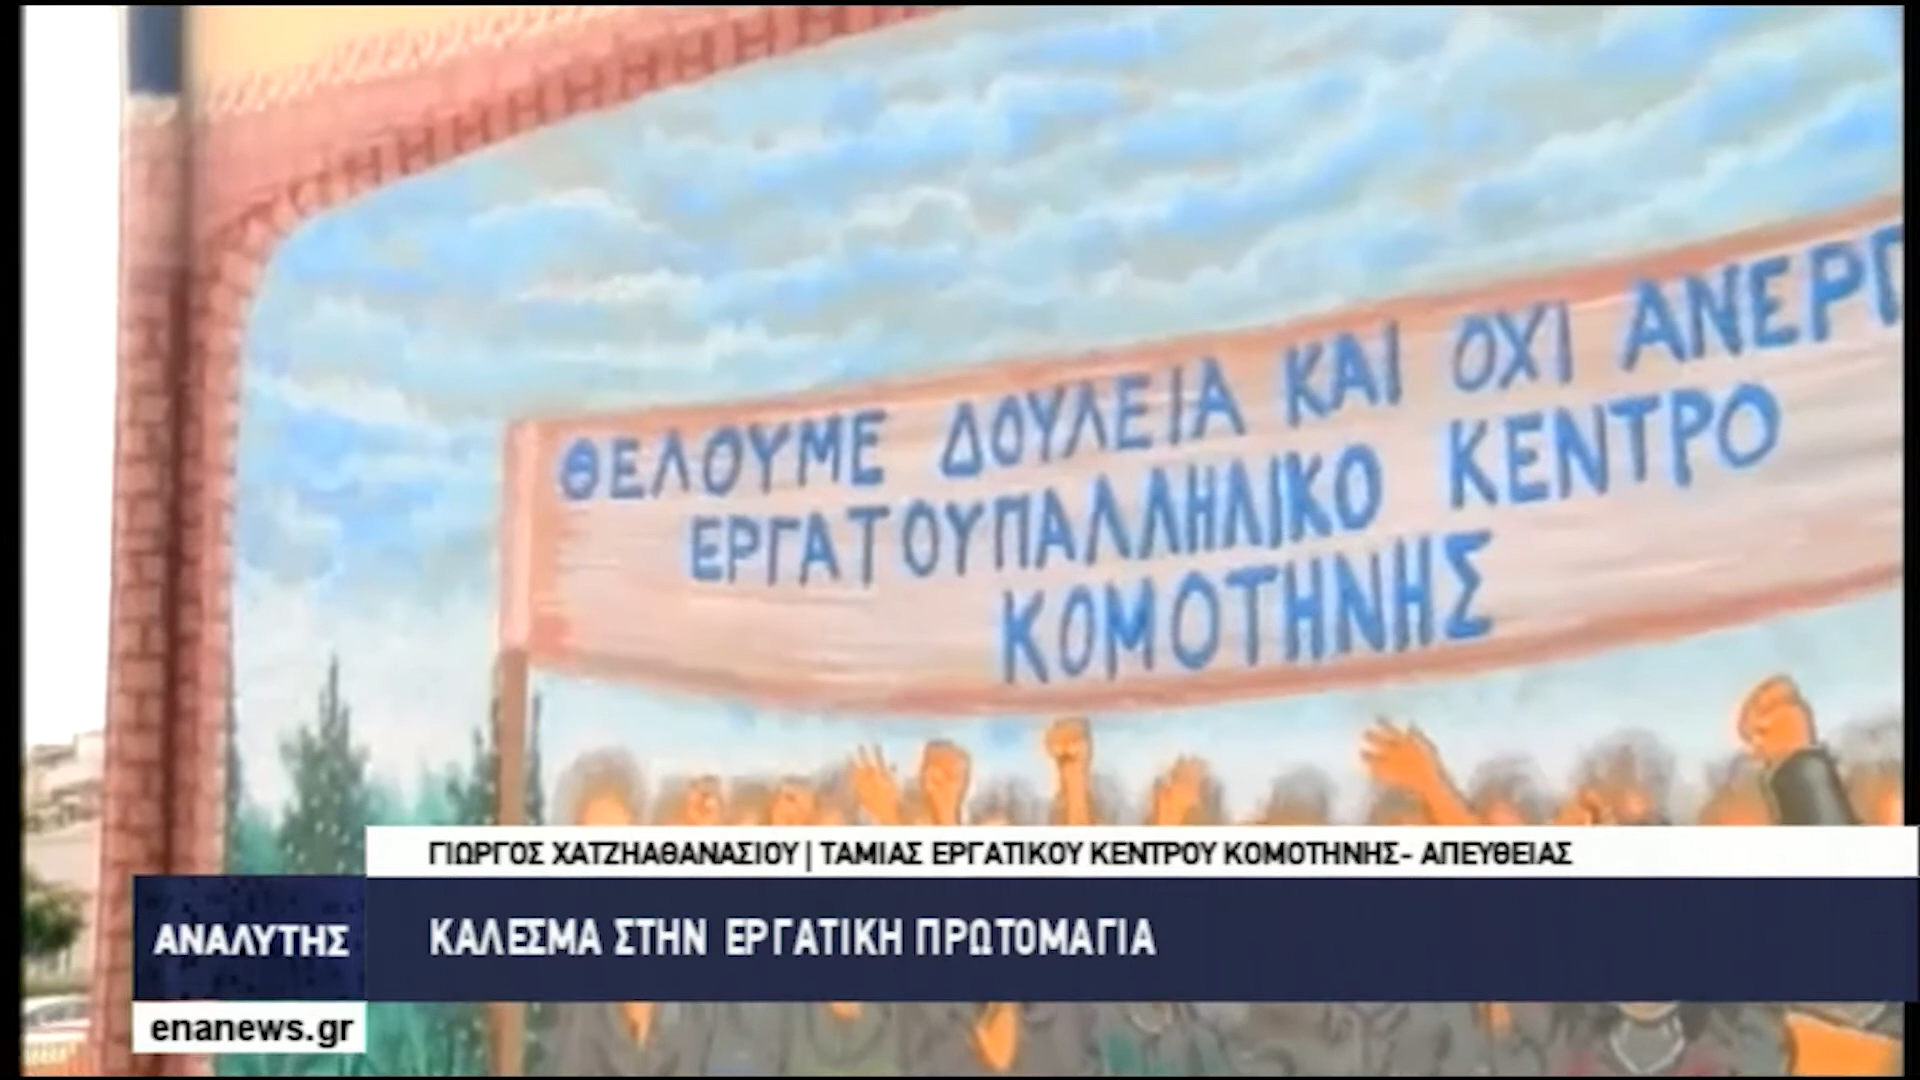 ΘΕΛΟΥΜΕ ΔΟΥΛΕΙΑ ΚΑΙ ΟΧΙ
ΕΡΓΑΤΟΥΠΑΛΛΗΛΙΚΟ ΚΕΝΤΡΟ
ΚΟΜΟΤΗΝΗΣ
ΓΙΩΡΓΟΣ ΧΑΤΖΗΑΘΑΝΑΣΙΟΥ | ΤΑΜΙΑΣ ΕΡΓΑΤΙΚΟΥ ΚΕΝΤΡΟΥ ΚΟΜΟΤΗΝΗΣ- ΑΠΕΥΘΕΙΑΣ
ΑΝΑΛΥΤΗΣ
ΚΑΛΕΣΜΑ ΣΤΗΝ ΕΡΓΑΤΙΚΗ ΠΡΩΤΟΜΑΓΙΑ
enanews.gr